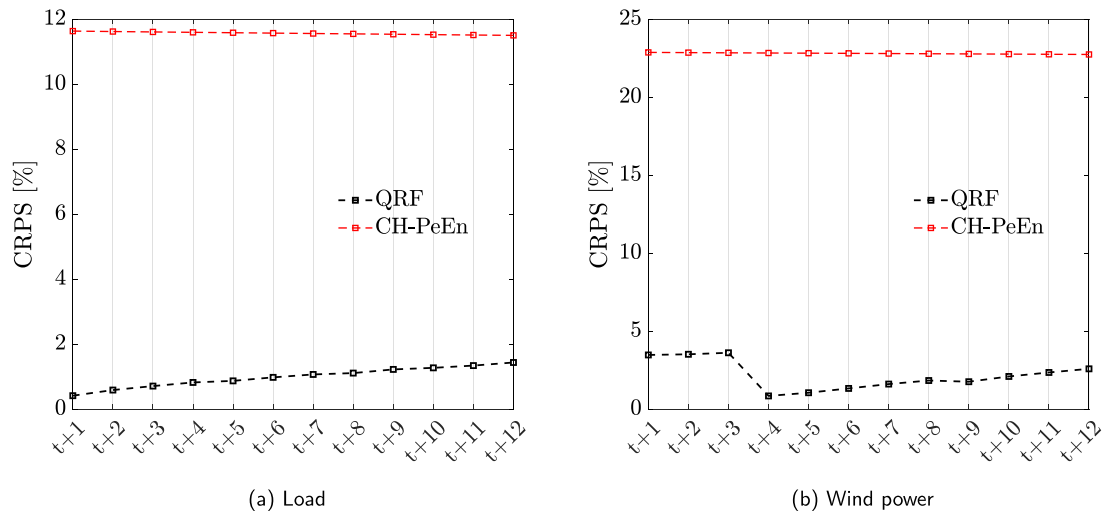 12
10
8
6
4
2
0
CRPS [%]
QRF
CH-PeEn
t+1
t+2
t+3
t+4
t+5
t+6
t+7
t+8
t+9
t+10
t+11
t+12
(a) Load
25
20
15
10
5
0
CRPS [%]
QRF
CH-PeEn
t+1
t+2
t+3
t+4
t+5
t+6
t+7
t+8
t+9
t+10
t+11
t+12
(b) Wind power